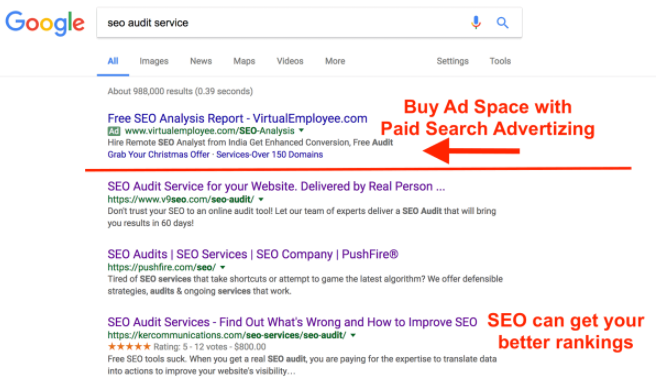 Google
seo audit service
All Images News Maps Videos More Settings Tools
About 988,000 results (0.39 seconds)
Buy Ad Space with
Paid Search Advertizing
Free SEO Analysis Report - VirtualEmployee.com
Ad www.virtualemployee.com/SEO-Analysis
Hire Remote SEO Analyst from India Get Enhanced Conversion, Free Audit
Grab Your Christmas Offer · Services-Over 150 Domains
SEO Audit Service for your Website. Delivered by Real Person ...
https://www.v9seo.com/seo-audit/
Don't trust your SEO to an online audit tool! Let our team of experts deliver a SEO Audit that will bring
you results in 60 days!
SEO Audits | SEO Services | SEO Company | PushFire®
https://pushfire.com/seo/
Tired of SEO services that take shortcuts or attempt to game the latest algorithm? We offer defensible
strategies, audits & ongoing services that work.
SEO Audit Services - Find Out What's Wrong and How to Improve SEO
https://kercommunications.com/seo-services/seo-audit/
Rating: 5 - 12 votes - $800.00
Free SEO tools suck. When you get a real SEO audit, you are paying for the expertise to translate data
into actions to improve your website's visibility...
SEO can get your
better rankings